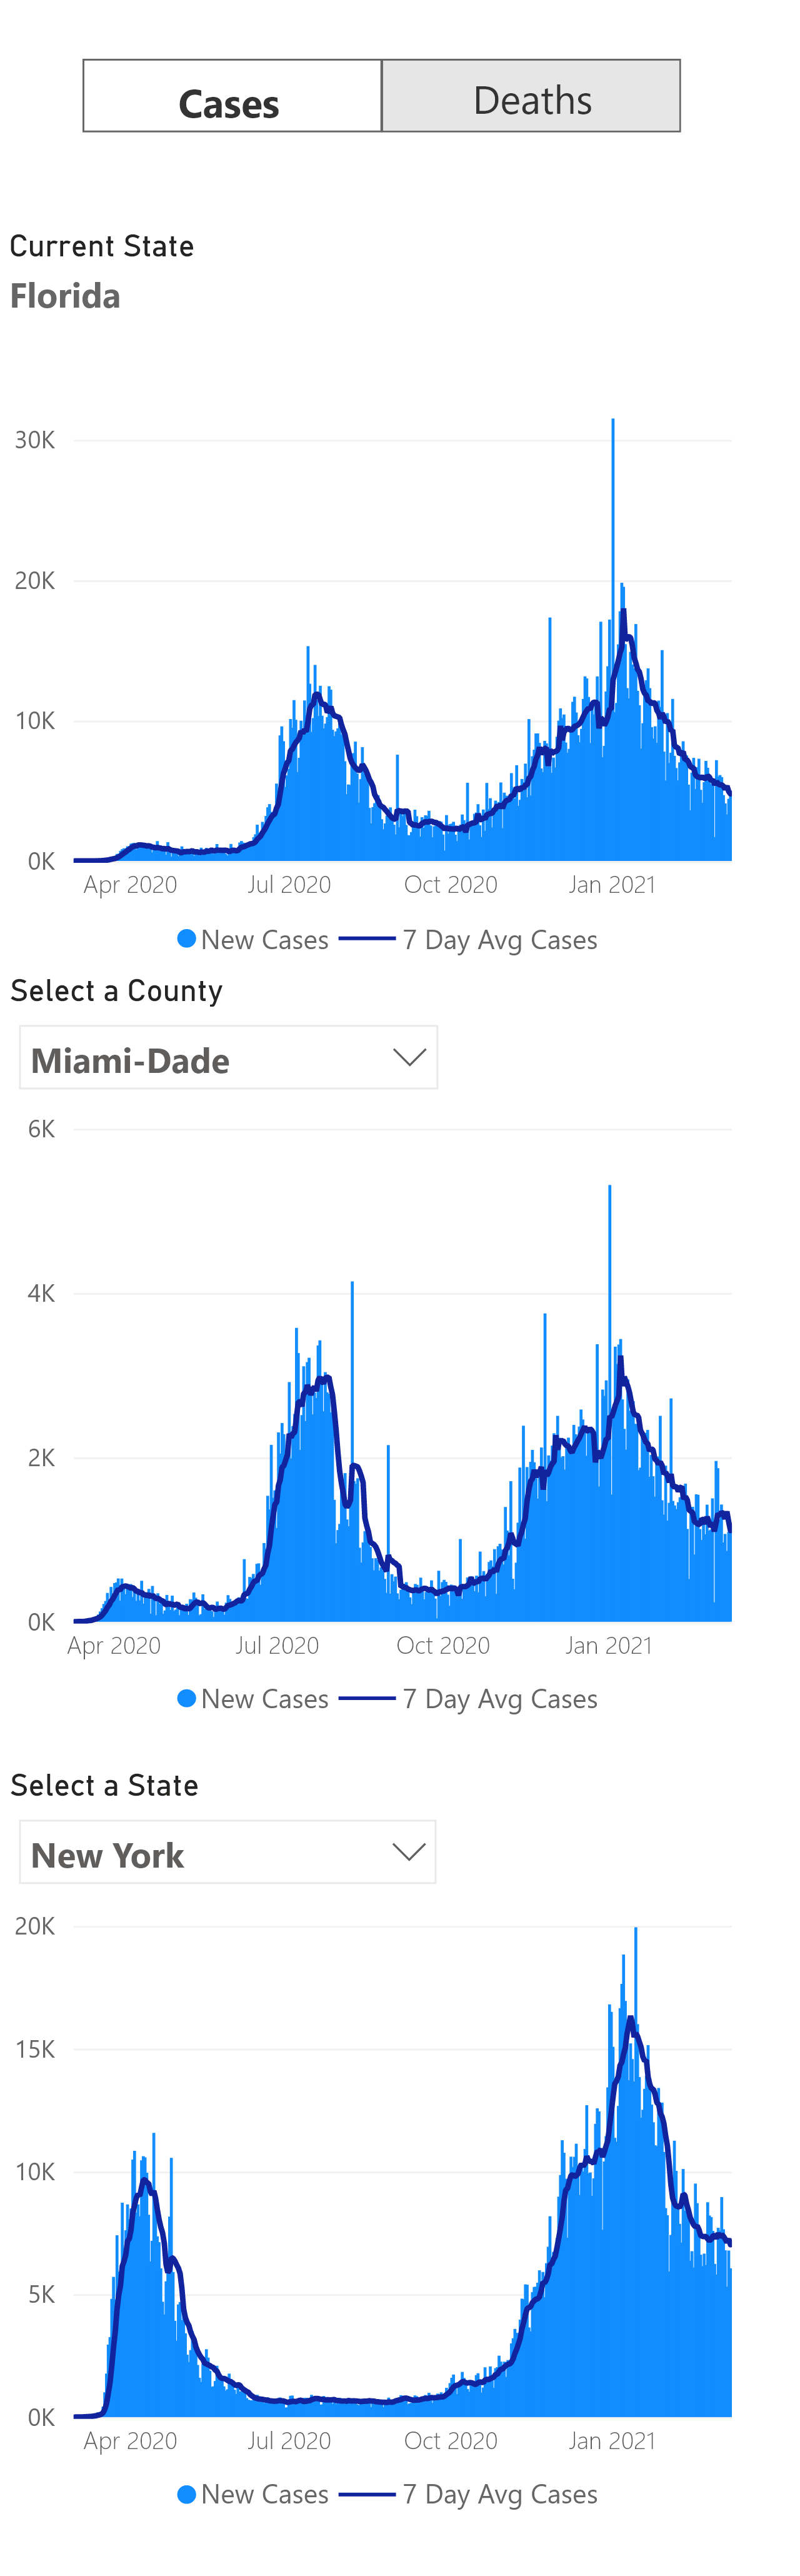 Cases Deaths
Current State
Florida
30K
20K
10K
0K
Apr 2020 Jul 2020 Oct 2020 Jan 2021
New Cases 7 Day Avg Cases
Select a County
Miami-Dade
6K
4K
2K
0K
Apr 2020 Jul 2020 Oct 2020 Jan 2021
New Cases 7 Day Avg Cases
Select a State
New York
20K
15K
10K
5K
0K
Apr 2020 Jul 2020 Oct 2020 Jan 2021
New Cases 7 Day Avg Cases